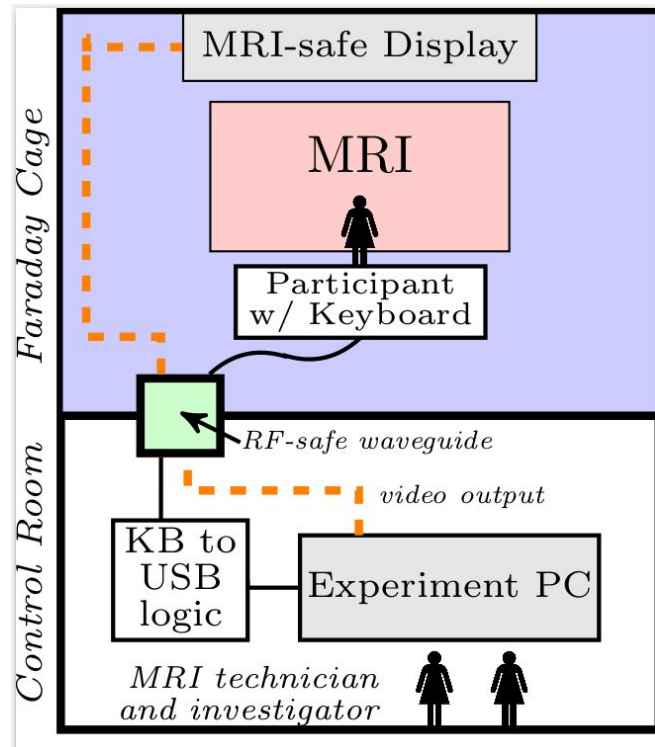 MRI-safe Display
Faraday Cage
MRI
Participant
w/ Keyboard
RF-safe waveguide
Control Room
video output
KB to
USB
logic
Experiment PC
MRI technician
and investigator